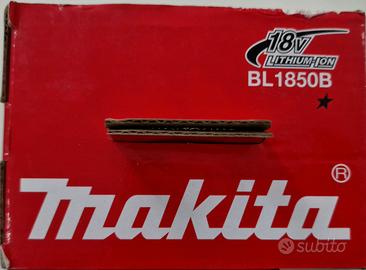 18V
LITHIUM-ION
BL1850B
makita®
subito